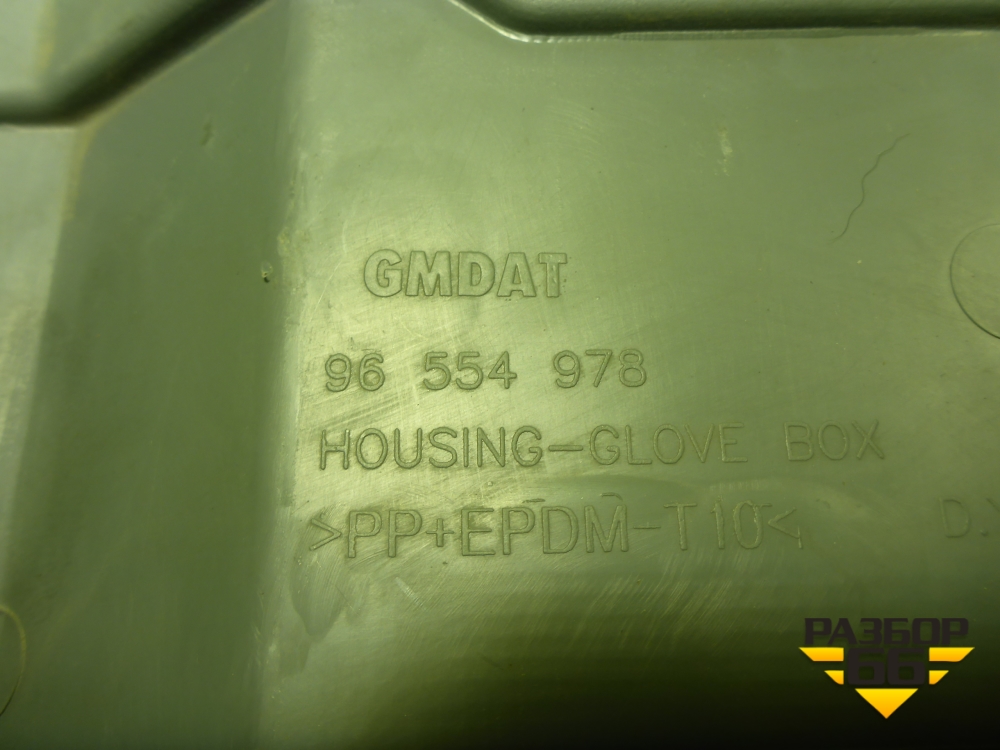 GMDAT
96 554 978
HOUSING-GLOVE BOX
>PP+EPDM-T10<
D.
РАЗБОР
66